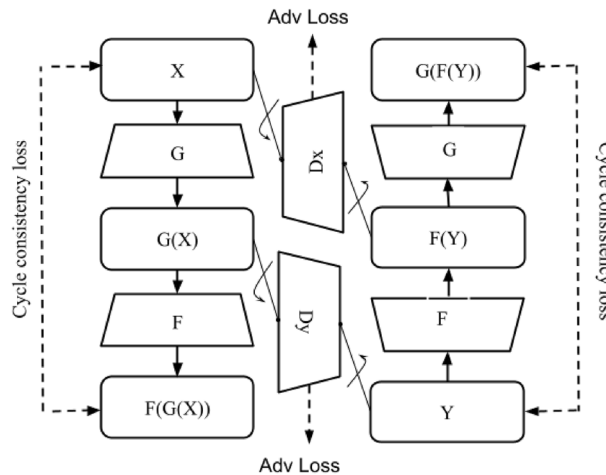 Adv Loss
X
G(F(Y))
Cycle consistency loss
G
Dx
G
Cycle consistency loss
G(X)
F(Y)
F
Dy
F
F(G(X))
Y
Adv Loss